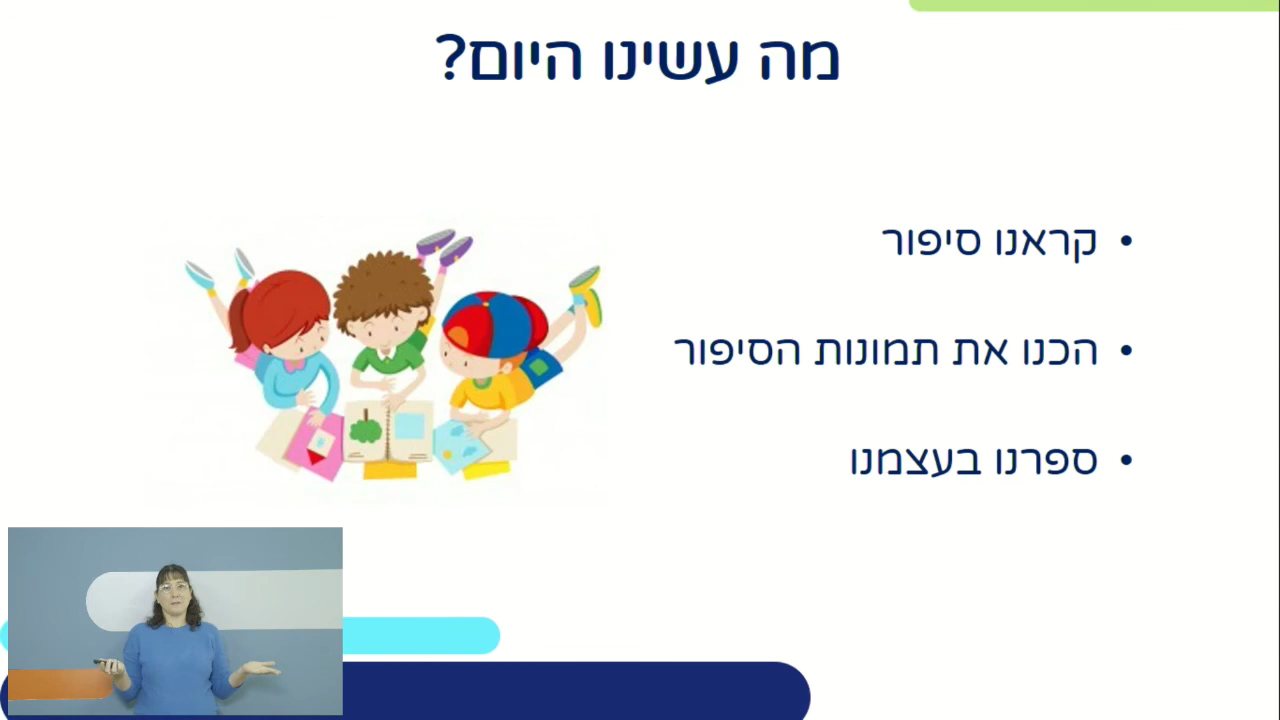 מה עשינו היום?
• קראנו סיפור
• הכנו את תמונות הסיפור
• ספרנו בעצמנו